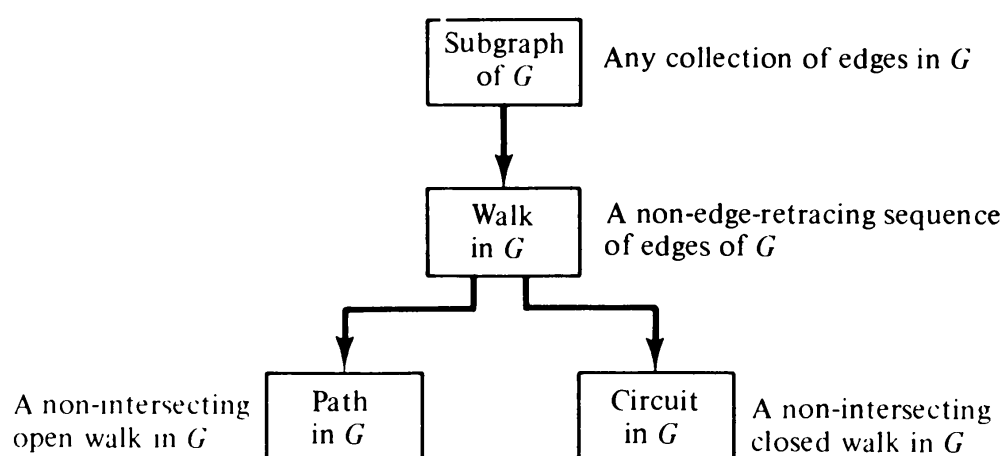 Subgraph
of G
Any collection of edges in G
Walk
in G
A non-edge-retracing sequence
of edges of G
A non-intersecting
open walk in G
Path
in G
Circuit
in G
A non-intersecting
closed walk in G